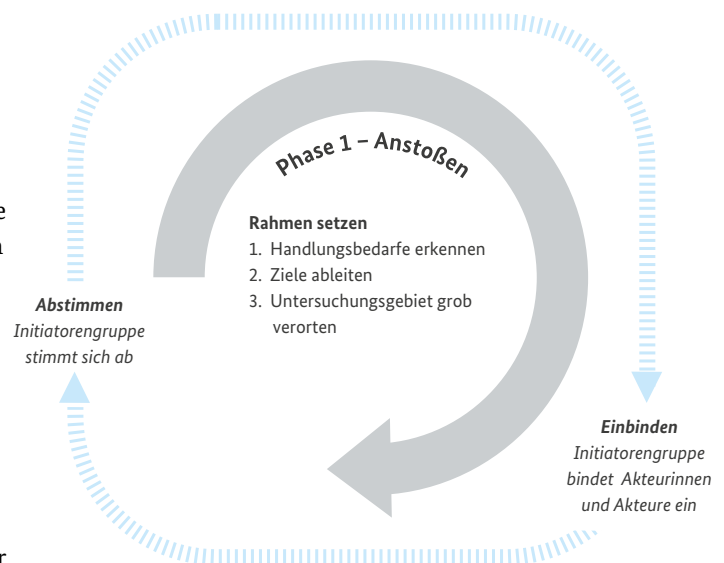 Phase 1 – Anstoßen
Rahmen setzen
1. Handlungsbedarfe erkennen
2. Ziele ableiten
3. Untersuchungsgebiet grob
verorten
Abstimmen
Initiatorengruppe
stimmt sich ab
Einbinden
Initiatorengruppe
bindet Akteurinnen
und Akteure ein